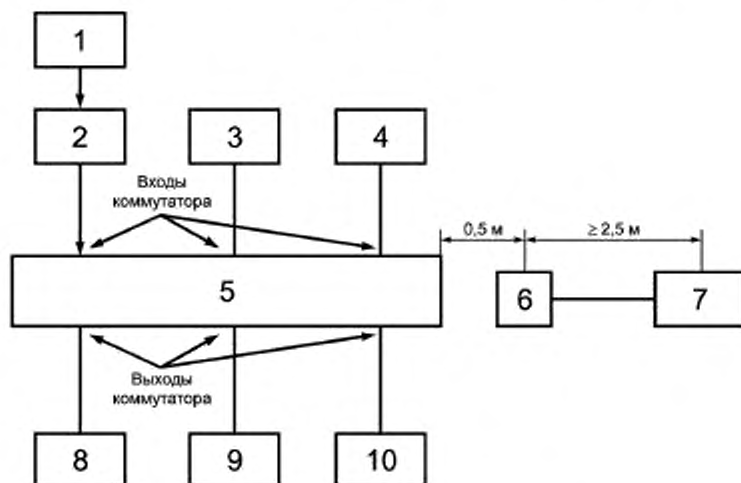 1
2
3
4
Входы
коммутатора
0,5 м
≥ 2,5 м
5
6
7
Выходы
коммутатора
8
9
10